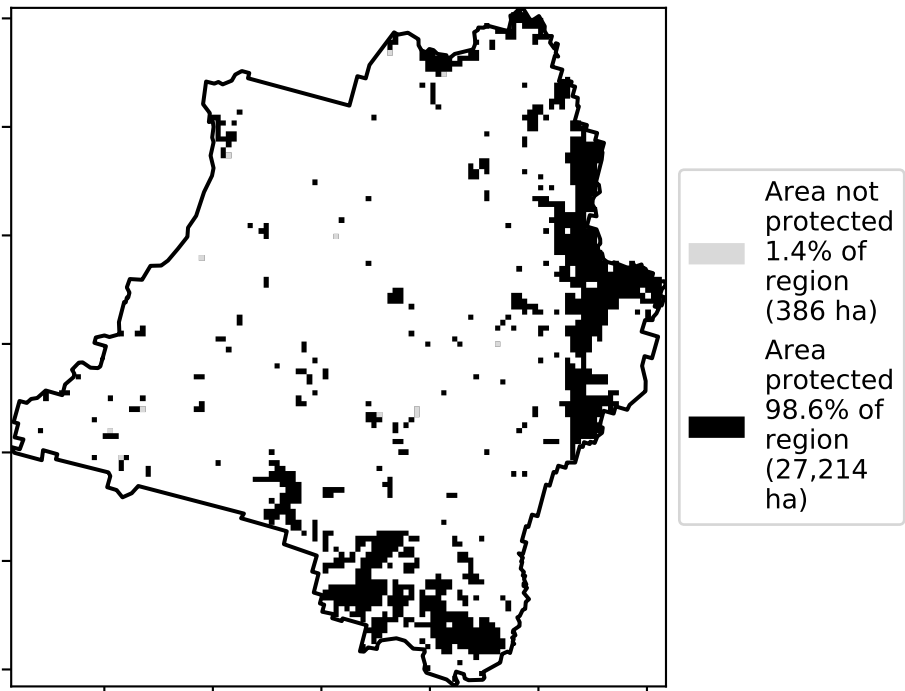 Area not
protected
1.4% of
region
(386 ha)
Area
protected
98.6% of
region
(27,214
ha)